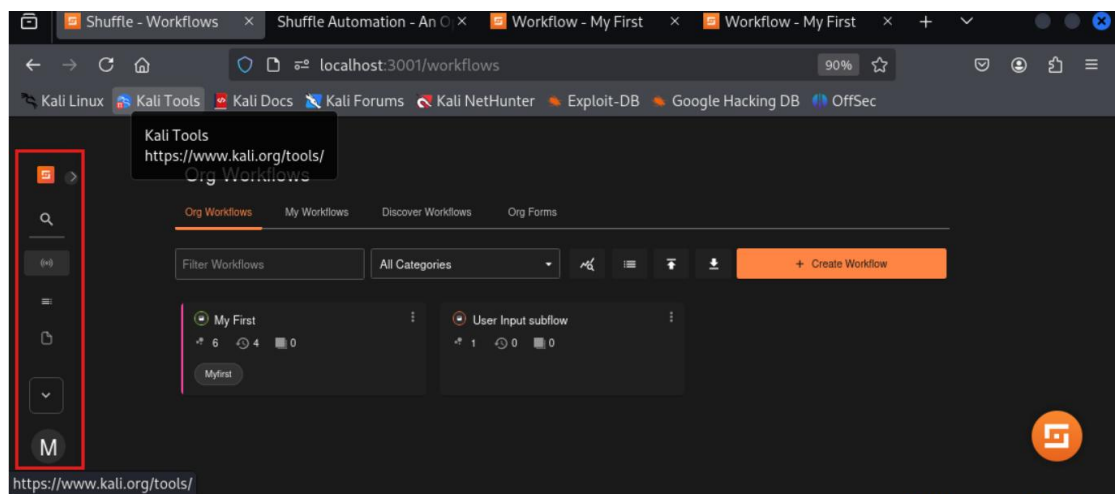 Shuffle - Workflows
Shuffle Automation - An O
Workflow - My First
Workflow - My First
localhost:3001/workflows
90%
Kali Linux Kali Tools Kali Docs Kali Forums Kali NetHunter Exploit-DB Google Hacking DB OffSec
Kali Tools
https://www.kali.org/tools/
Org Workflows
Org Workflows My Workflows Discover Workflows Org Forms
Filter Workflows All Categories + Create Workflow
My First
6 4 0
Myfirst
User Input subflow
1 0 0
M
https://www.kali.org/tools/